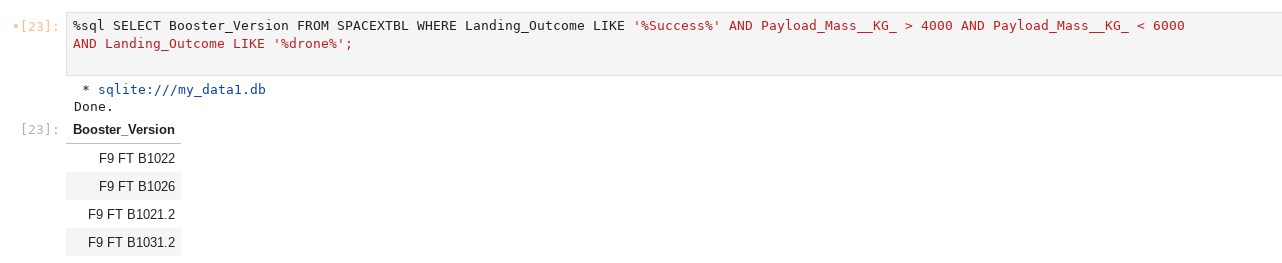 •[23]: %sql SELECT Booster_Version FROM SPACEXTBL WHERE Landing_Outcome LIKE '%Success%' AND Payload_Mass__KG_ > 4000 AND Payload_Mass__KG_ < 6000
AND Landing_Outcome LIKE '%drone%';
* sqlite:///my_data1.db
Done.
[23]: Booster_Version
F9 FT B1022
F9 FT B1026
F9 FT B1021.2
F9 FT B1031.2